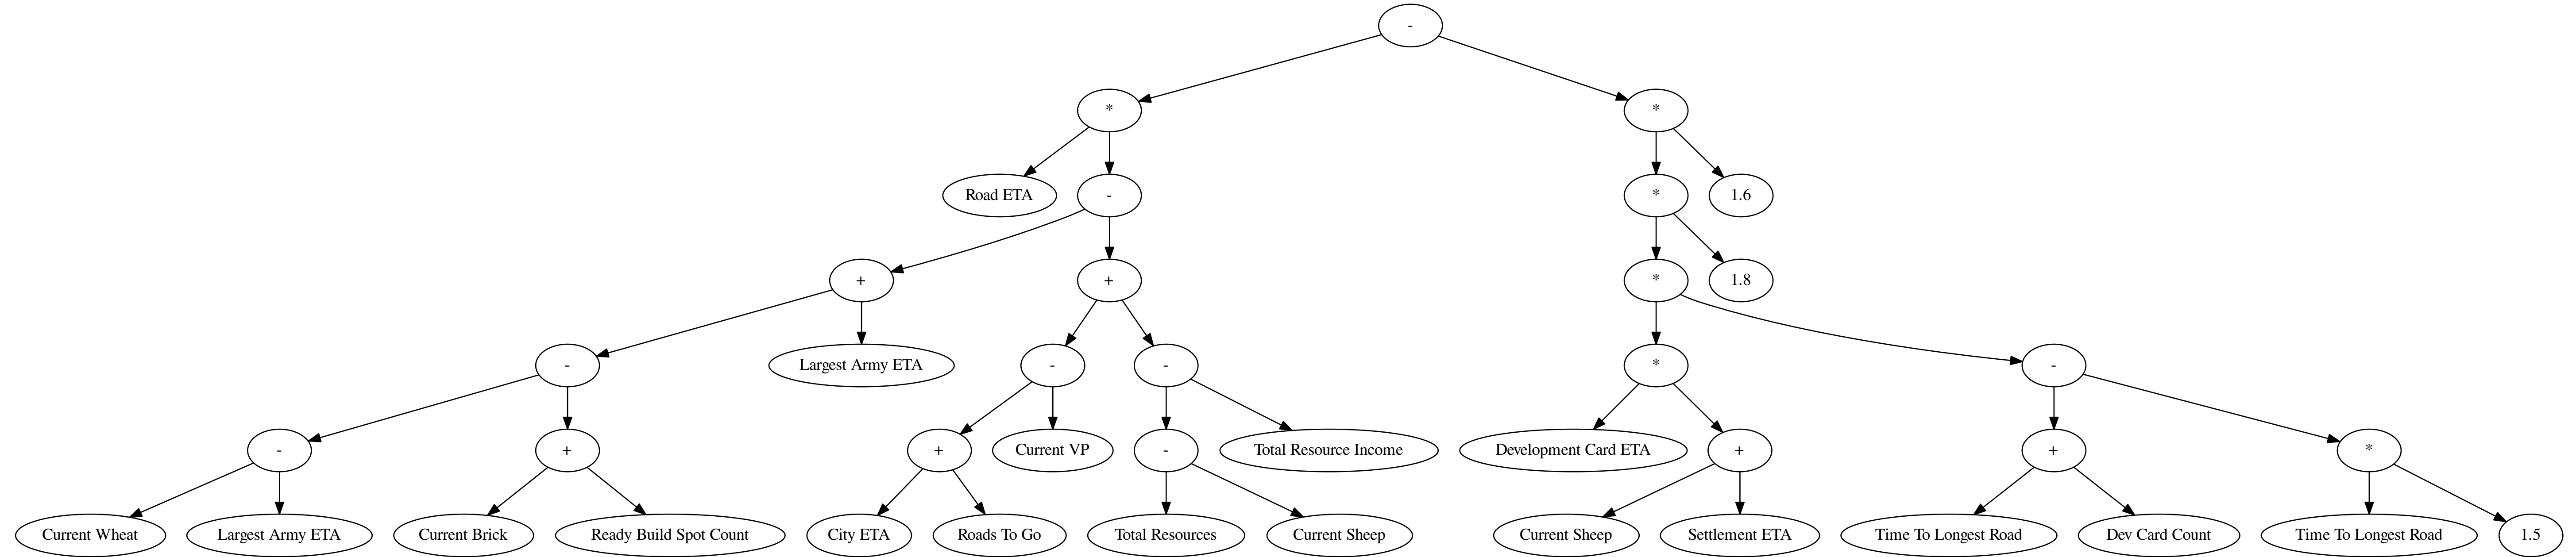 -
*
*
Road ETA
-
*
1.6
+
+
*
1.8
-
Largest Army ETA
-
-
*
-
-
+
+
Current VP
-
Total Resource Income
Development Card ETA
+
+
*
Current Wheat
Largest Army ETA
Current Brick
Ready Build Spot Count
City ETA
Roads To Go
Total Resources
Current Sheep
Current Sheep
Settlement ETA
Time To Longest Road
Dev Card Count
Time To Longest Road
1.5